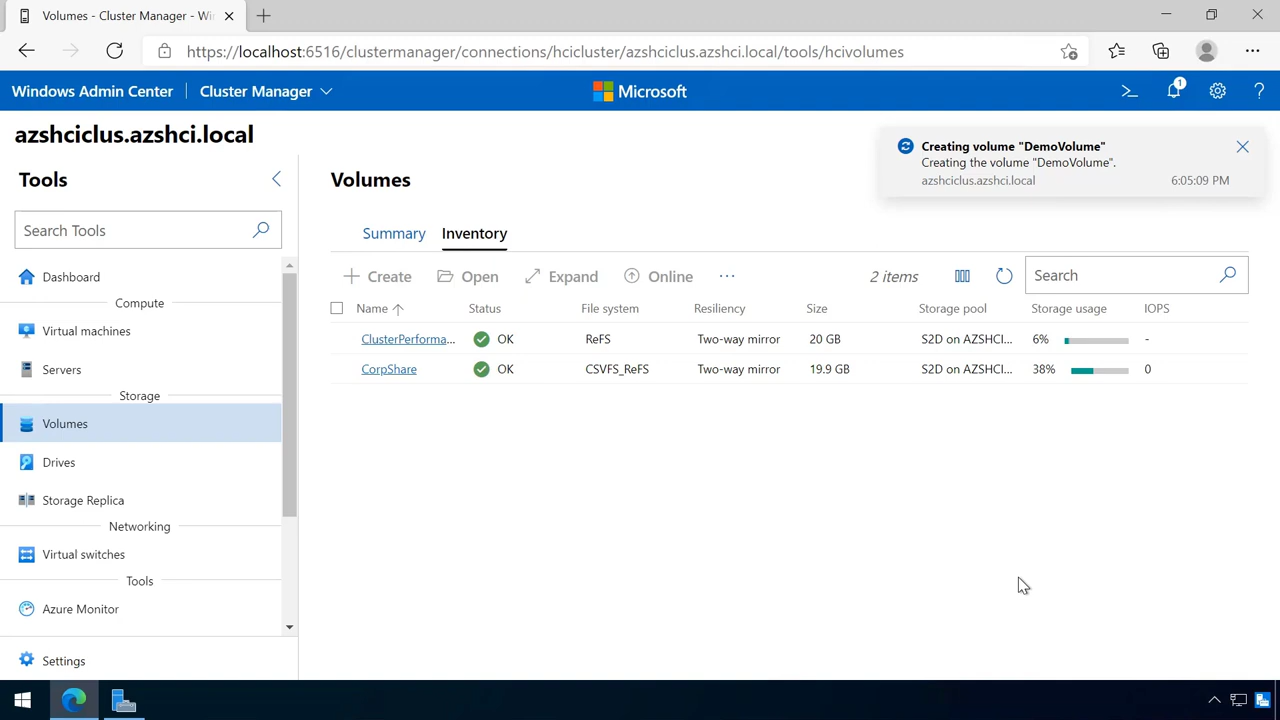 Volumes - Cluster Manager - Wi
https://localhost:6516/clustermanager/connections/hcicluster/azshciclus.azshci.local/tools/hcivolumes
Windows Admin Center
Cluster Manager
Microsoft
1
?
azshciclus.azshci.local
Creating volume "DemoVolume"
Creating the volume "DemoVolume".
azshciclus.azshci.local 6:05:09 PM
Tools
Search Tools
Dashboard
Compute
Virtual machines
Servers
Storage
Volumes
Drives
Storage Replica
Networking
Virtual switches
Tools
Azure Monitor
Settings
Volumes
Summary Inventory
Create Open Expand Online ... 2 items Search
Name Status File system Resiliency Size Storage pool Storage usage IOPS
ClusterPerforma... OK ReFS Two-way mirror 20 GB S2D on AZSHCI... 6% -
CorpShare OK CSVFS_ReFS Two-way mirror 19.9 GB S2D on AZSHCI... 38% 0